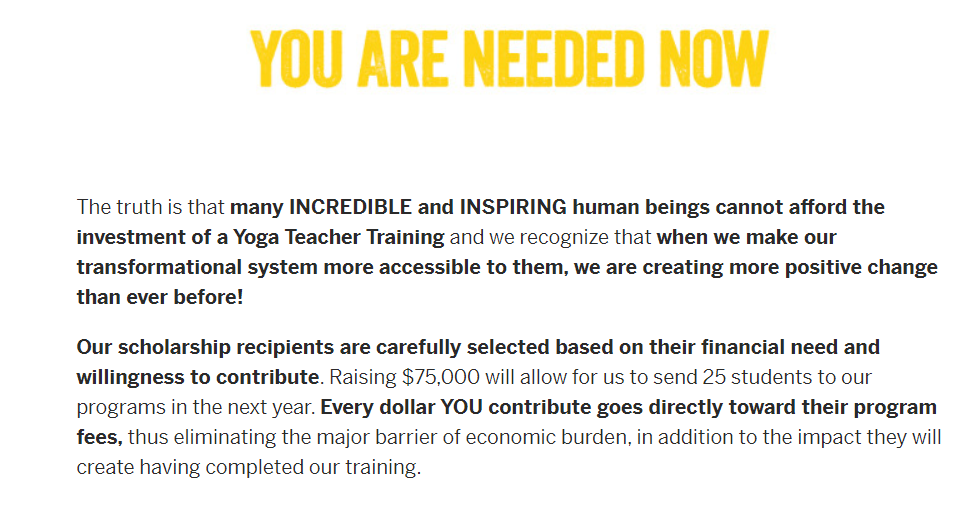 YOU ARE NEEDED NOW
The truth is that many INCREDIBLE and INSPIRING human beings cannot afford the
investment of a Yoga Teacher Training and we recognize that when we make our
transformational system more accessible to them, we are creating more positive change
than ever before!
Our scholarship recipients are carefully selected based on their financial need and
willingness to contribute. Raising $75,000 will allow for us to send 25 students to our
programs in the next year. Every dollar YOU contribute goes directly toward their program
fees, thus eliminating the major barrier of economic burden, in addition to the impact they will
create having completed our training.